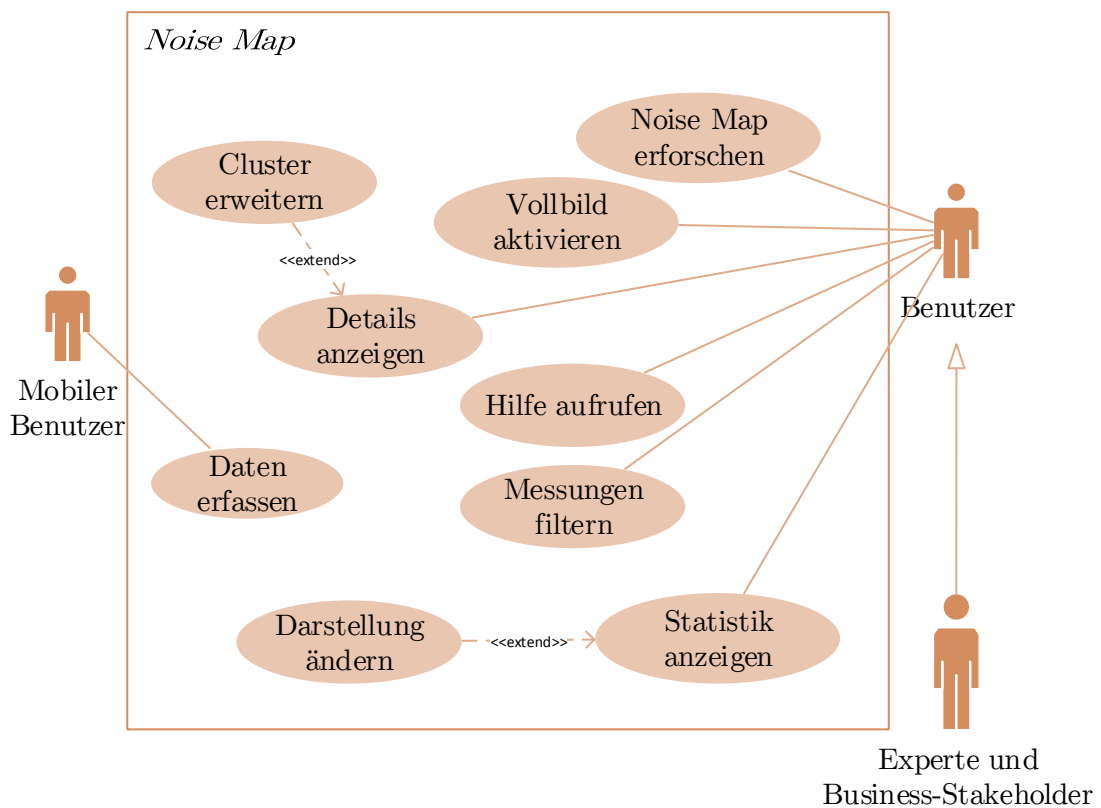 Noise Map
Noise Map
erforschen
Cluster
erweitern
Vollbild
aktivieren
<<extend>>
Benutzer
Details
anzeigen
Mobiler
Benutzer
Hilfe aufrufen
Daten
erfassen
Messungen
filtern
Darstellung
ändern
<<extend>>
Statistik
anzeigen
Experte und
Business-Stakeholder